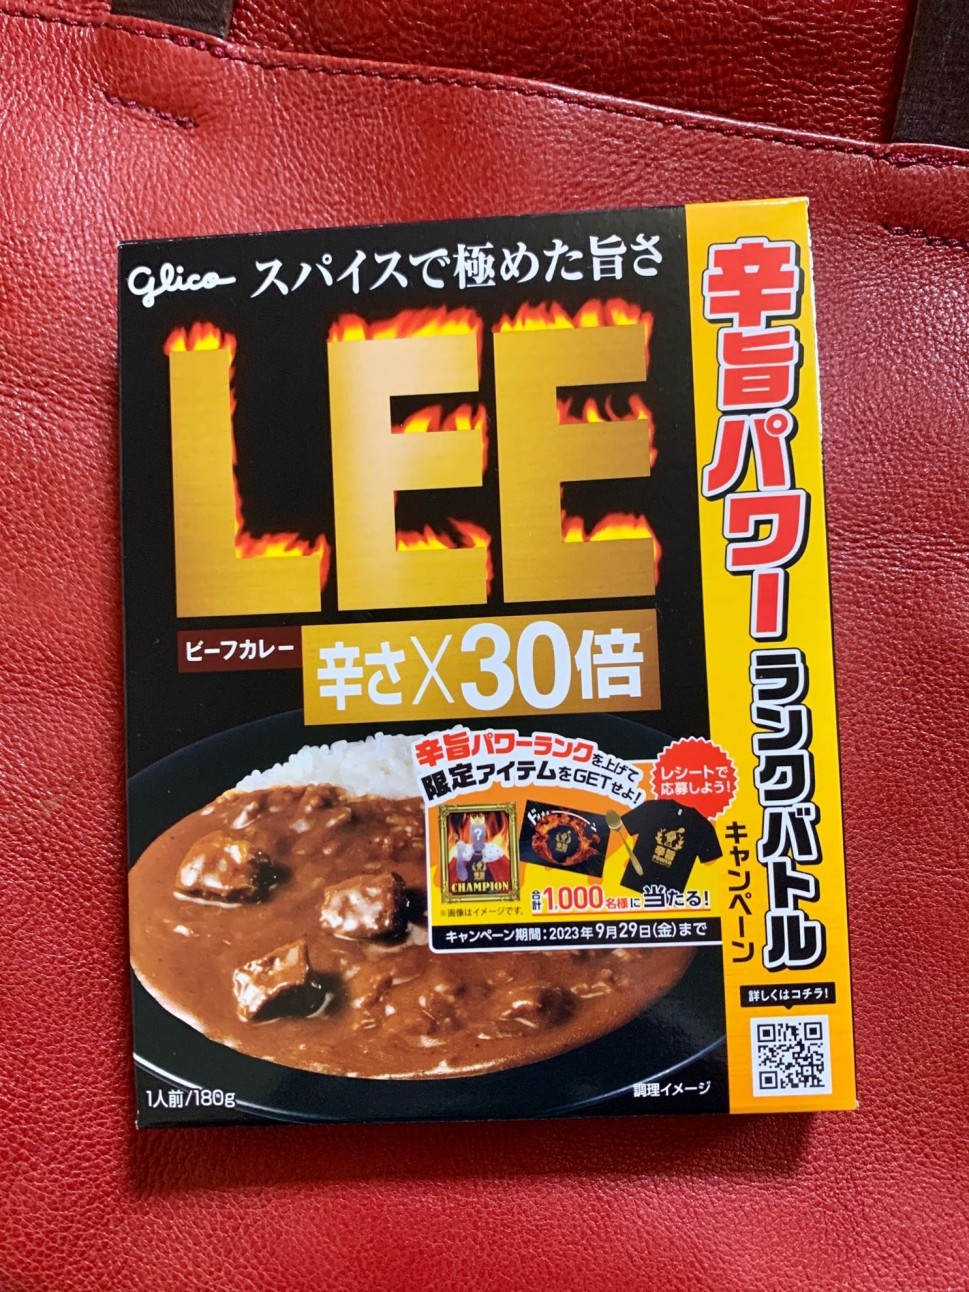 Glico スパイスで極めた旨さ
LEE
ビーフカレー
辛さ×30倍
辛旨パワーランクを上げて
限定アイテムをGETせよ!
レシートで
応募しよう!
?
CHAMPION
※画像はイメージです。
合計1,000名様に当たる!
キャンペーン期間:2023年9月29日(金)まで
1人前/180g
調理イメージ
辛旨パワーランクバトル
キャンペーン
詳しくはコチラ!